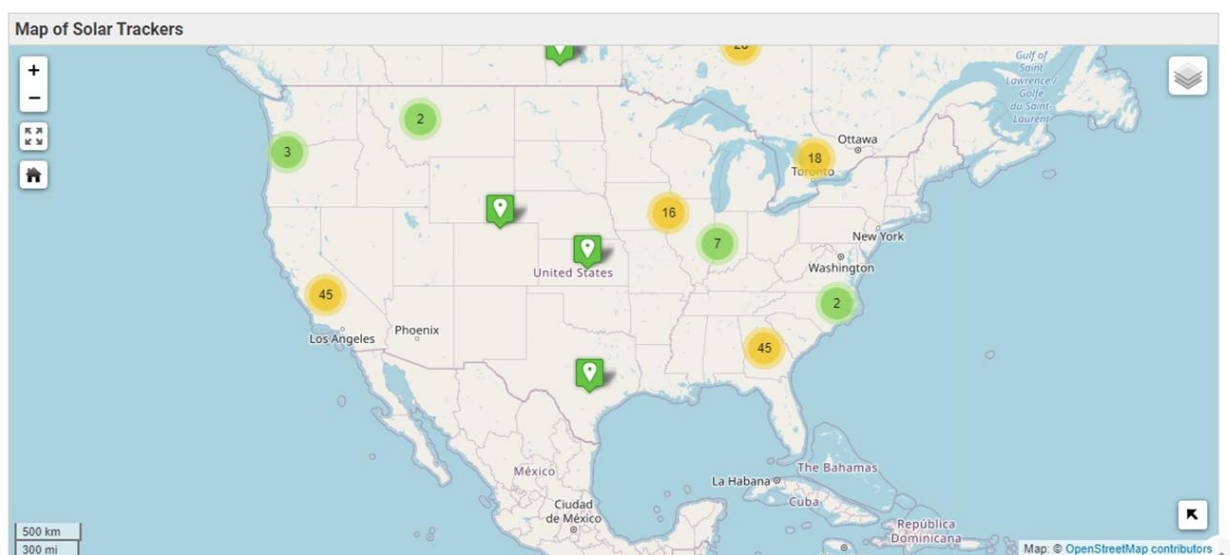 Map of Solar Trackers
+
−
Gulf of
Saint
Lawrence /
Golfe
du Saint-
Laurent
2
3
Ottawa
18
Toronto
16
7
New York
Washington
United States
45
2
Los Angeles
Phoenix
45
México
The Bahamas
La Habana
Cuba
Ciudad
de México
República
Dominicana
500 km
300 mi
Map: © OpenStreetMap contributors